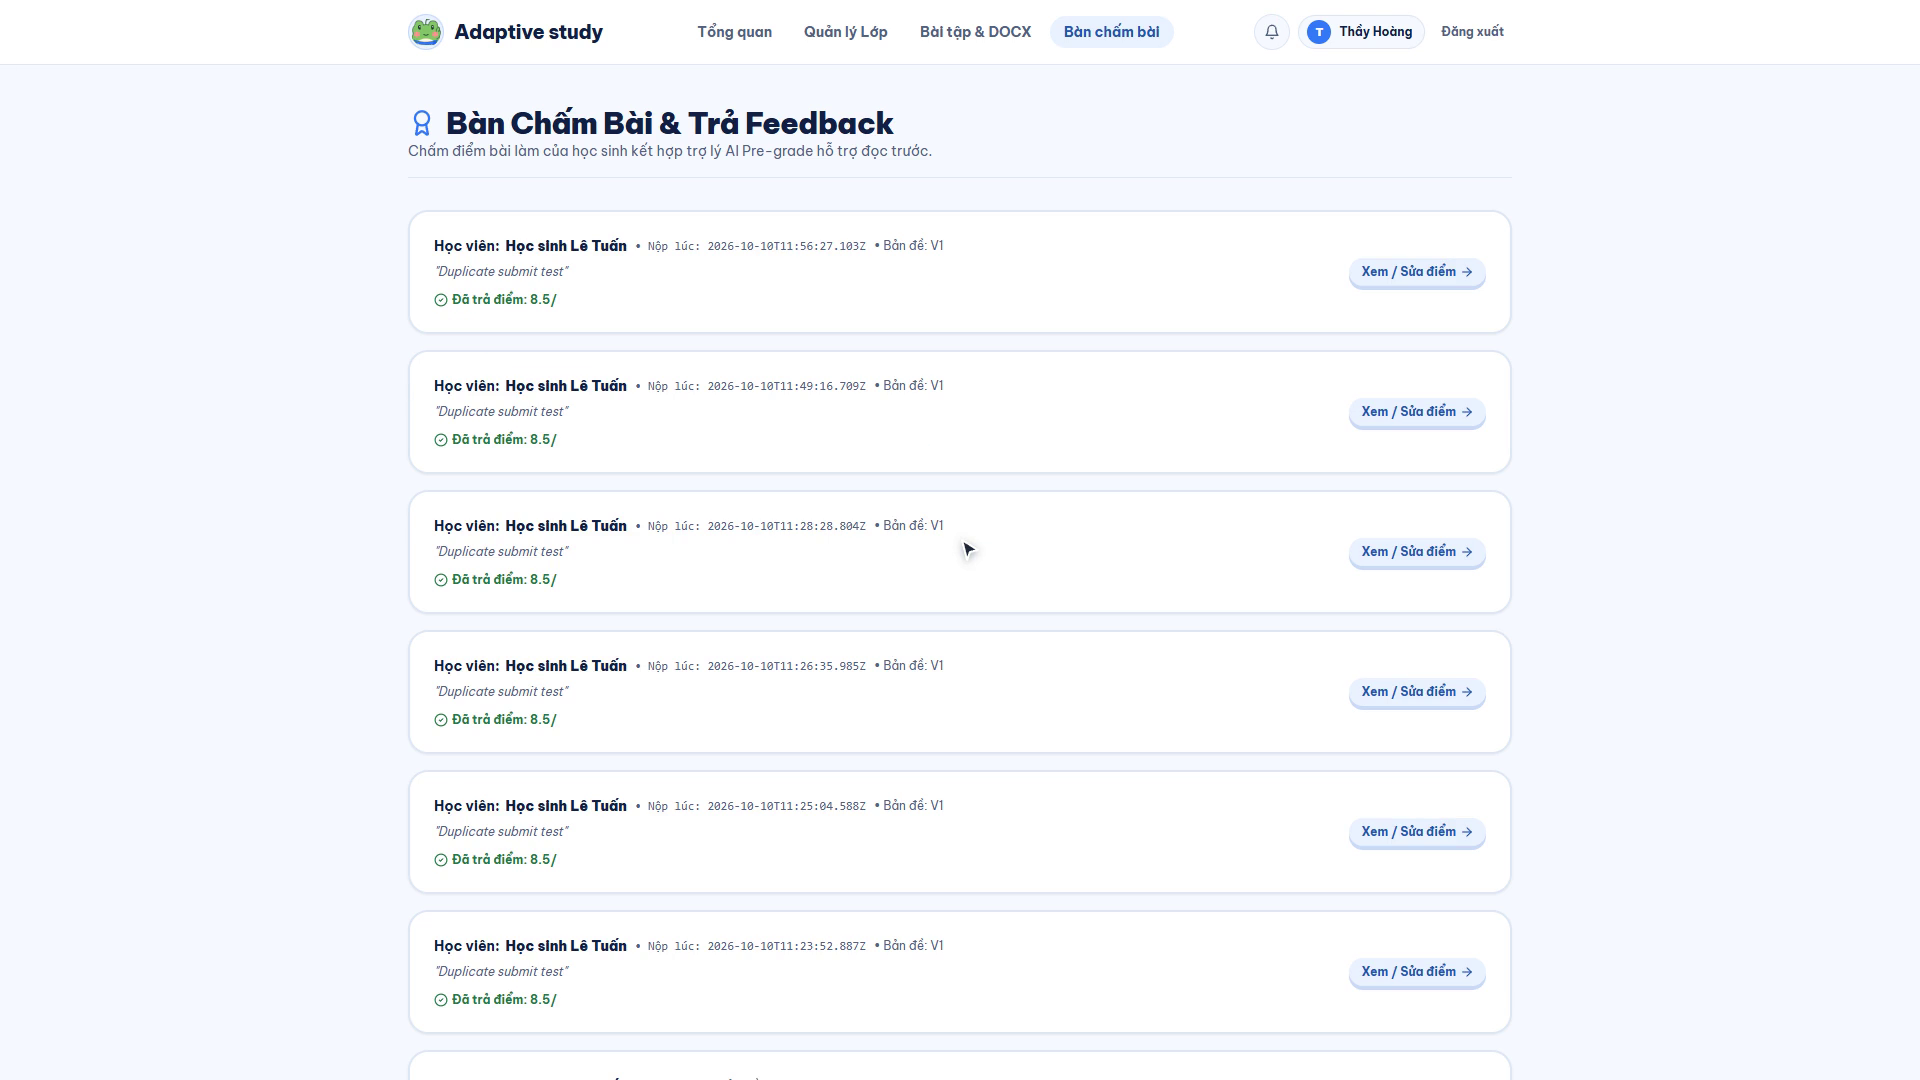 Adaptive study
Tổng quan
Quản lý Lớp
Bài tập & DOCX
Bàn chấm bài
T
Thầy Hoàng
Đăng xuất
Bàn Chấm Bài & Trả Feedback
Chấm điểm bài làm của học sinh kết hợp trợ lý AI Pre-grade hỗ trợ đọc trước.
Học viên: Học sinh Lê Tuấn • Nộp lúc: 2026-10-10T11:56:27.103Z • Bản đề: V1
"Duplicate submit test"
Đã trả điểm: 8.5/
Xem / Sửa điểm →
Học viên: Học sinh Lê Tuấn • Nộp lúc: 2026-10-10T11:49:16.709Z • Bản đề: V1
"Duplicate submit test"
Đã trả điểm: 8.5/
Xem / Sửa điểm →
Học viên: Học sinh Lê Tuấn • Nộp lúc: 2026-10-10T11:28:28.804Z • Bản đề: V1
"Duplicate submit test"
Đã trả điểm: 8.5/
Xem / Sửa điểm →
Học viên: Học sinh Lê Tuấn • Nộp lúc: 2026-10-10T11:26:35.985Z • Bản đề: V1
"Duplicate submit test"
Đã trả điểm: 8.5/
Xem / Sửa điểm →
Học viên: Học sinh Lê Tuấn • Nộp lúc: 2026-10-10T11:25:04.588Z • Bản đề: V1
"Duplicate submit test"
Đã trả điểm: 8.5/
Xem / Sửa điểm →
Học viên: Học sinh Lê Tuấn • Nộp lúc: 2026-10-10T11:23:52.887Z • Bản đề: V1
"Duplicate submit test"
Đã trả điểm: 8.5/
Xem / Sửa điểm →